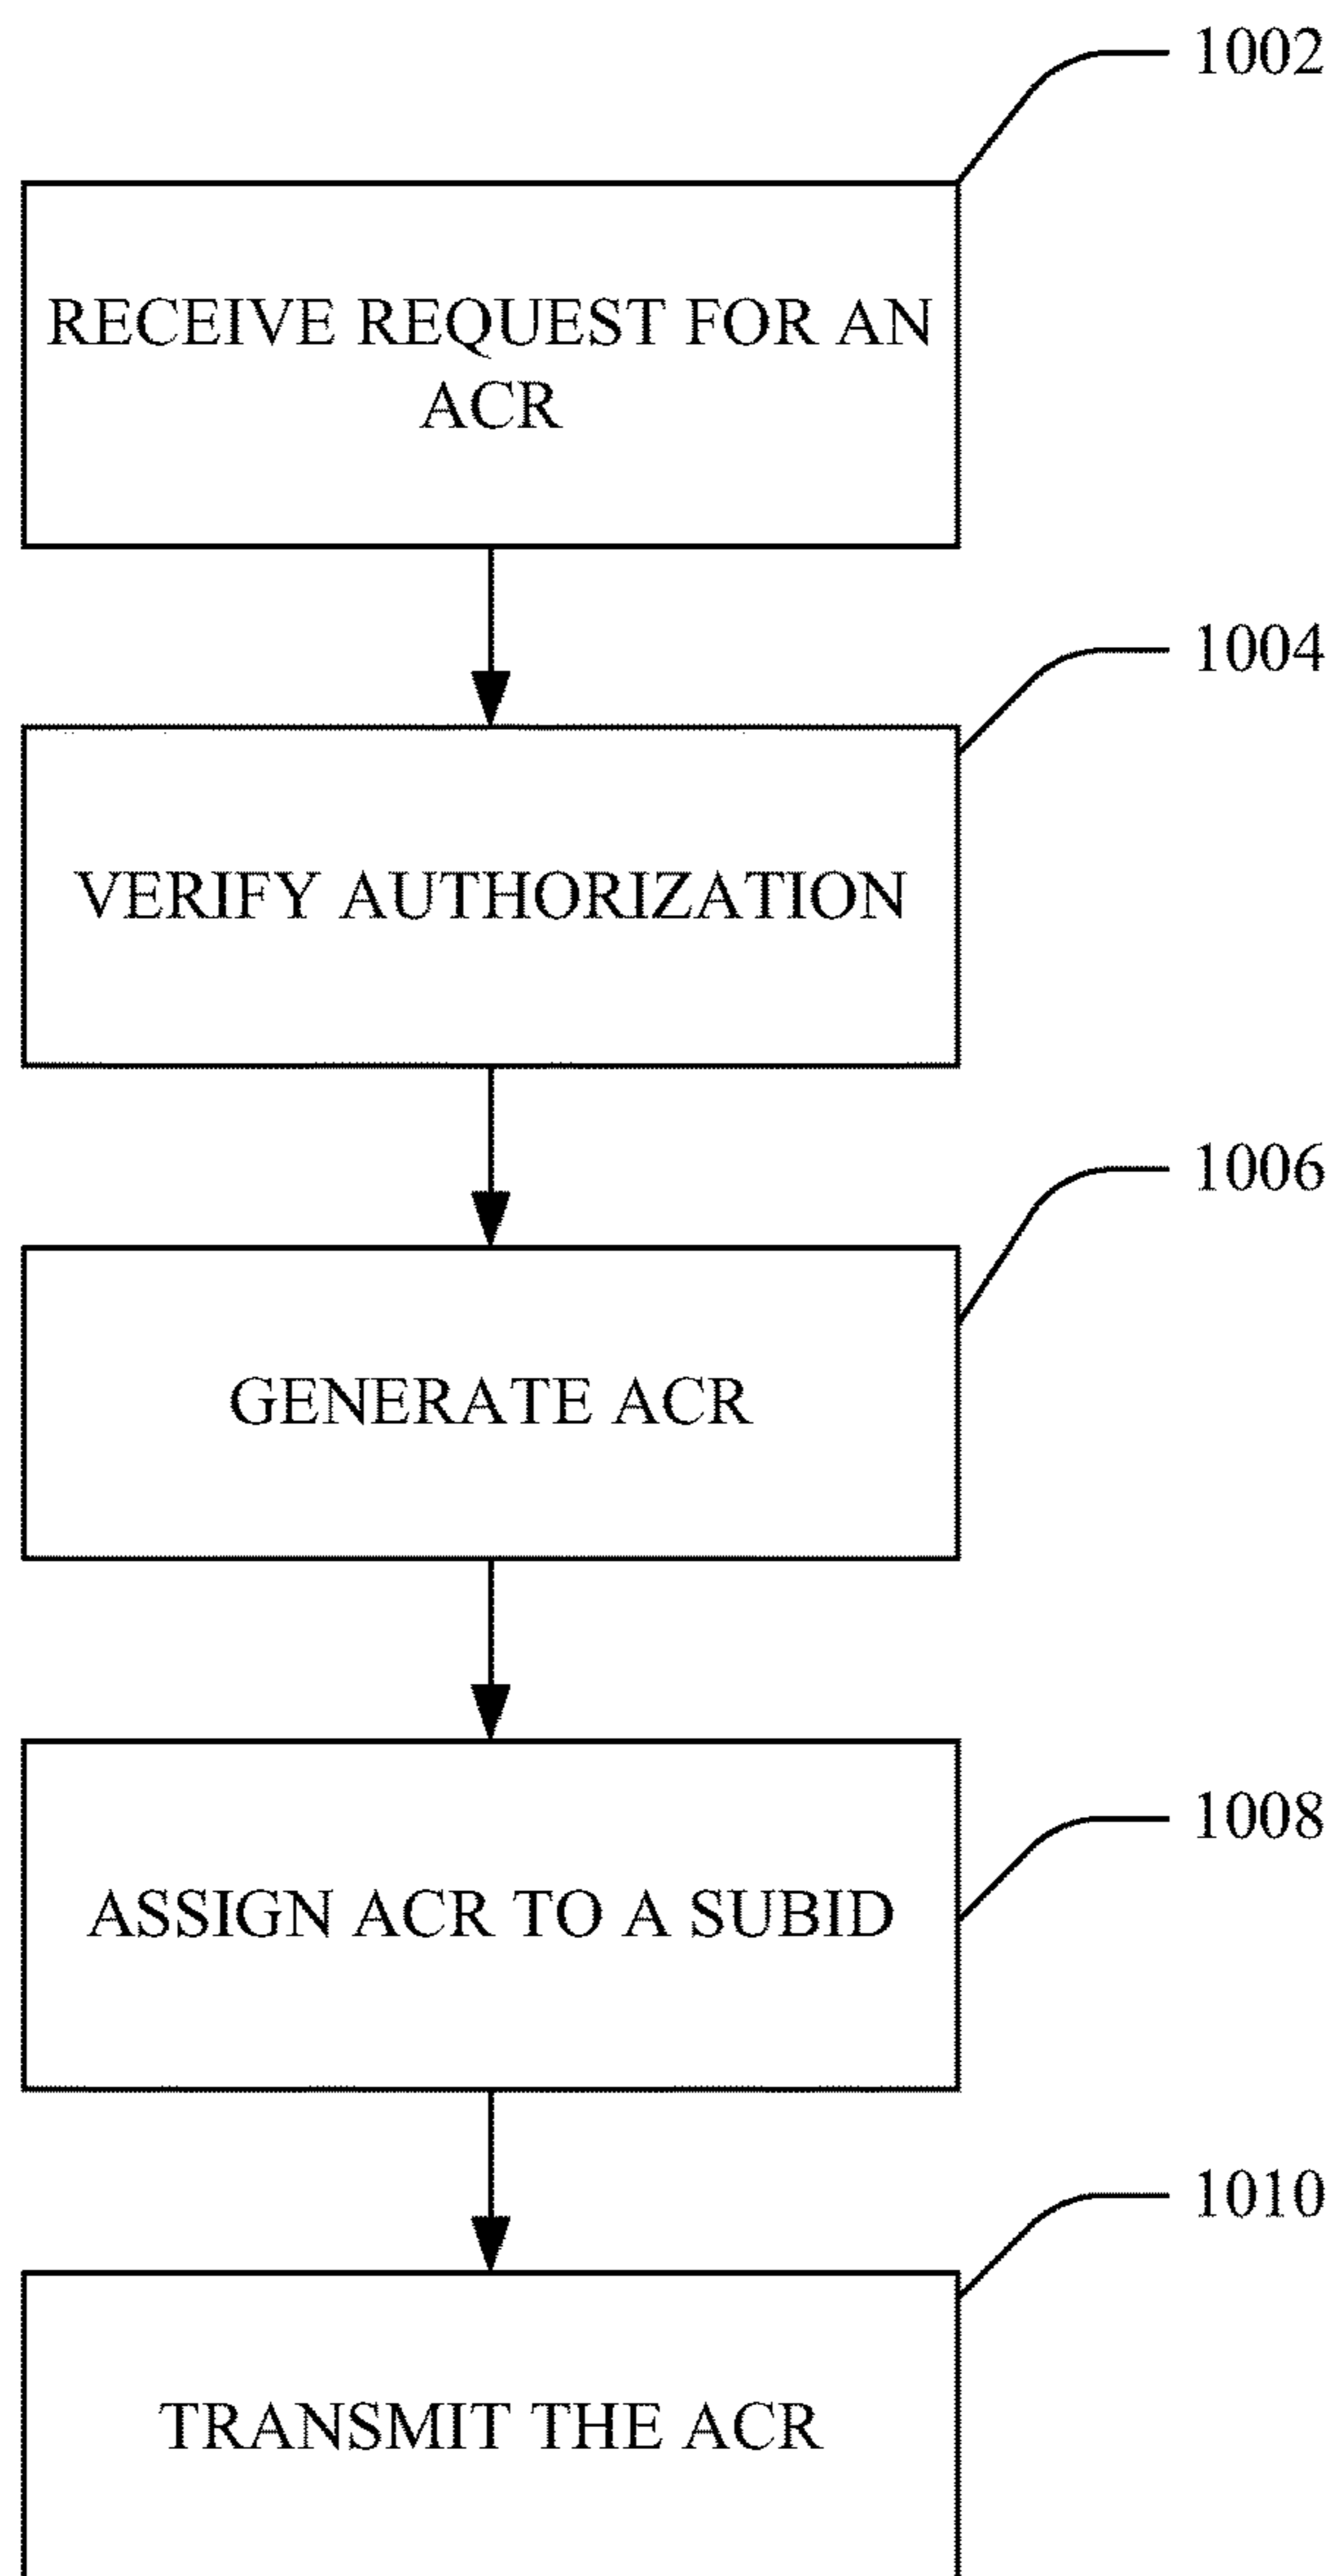 1002
RECEIVE REQUEST FOR AN
ACR
1004
VERIFY AUTHORIZATION
1006
GENERATE ACR
1008
ASSIGN ACR TO A SUBID
1010
TRANSMIT THE ACR